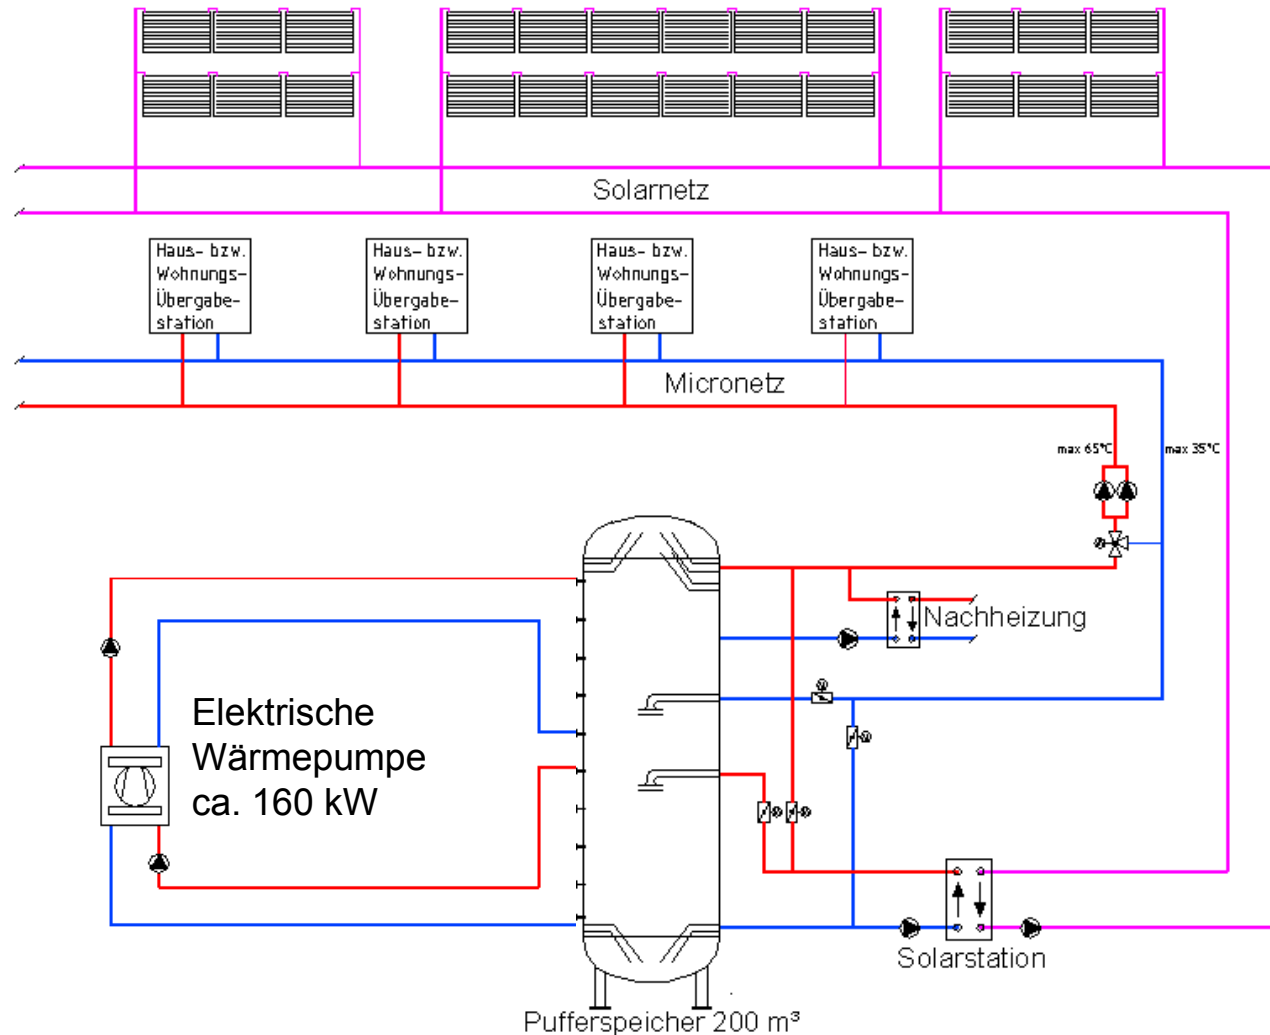 Solarnetz
Haus- bzw.
Wohnungs-
Übergabe-
station
Haus- bzw.
Wohnungs-
Übergabe-
station
Haus- bzw.
Wohnungs-
Übergabe-
station
Haus- bzw.
Wohnungs-
Übergabe-
station
Micronetz
max 65°C
max 35°C
Nachheizung
Elektrische
Wärmepumpe
ca. 160 kW
Solarstation
Pufferspeicher 200 m³